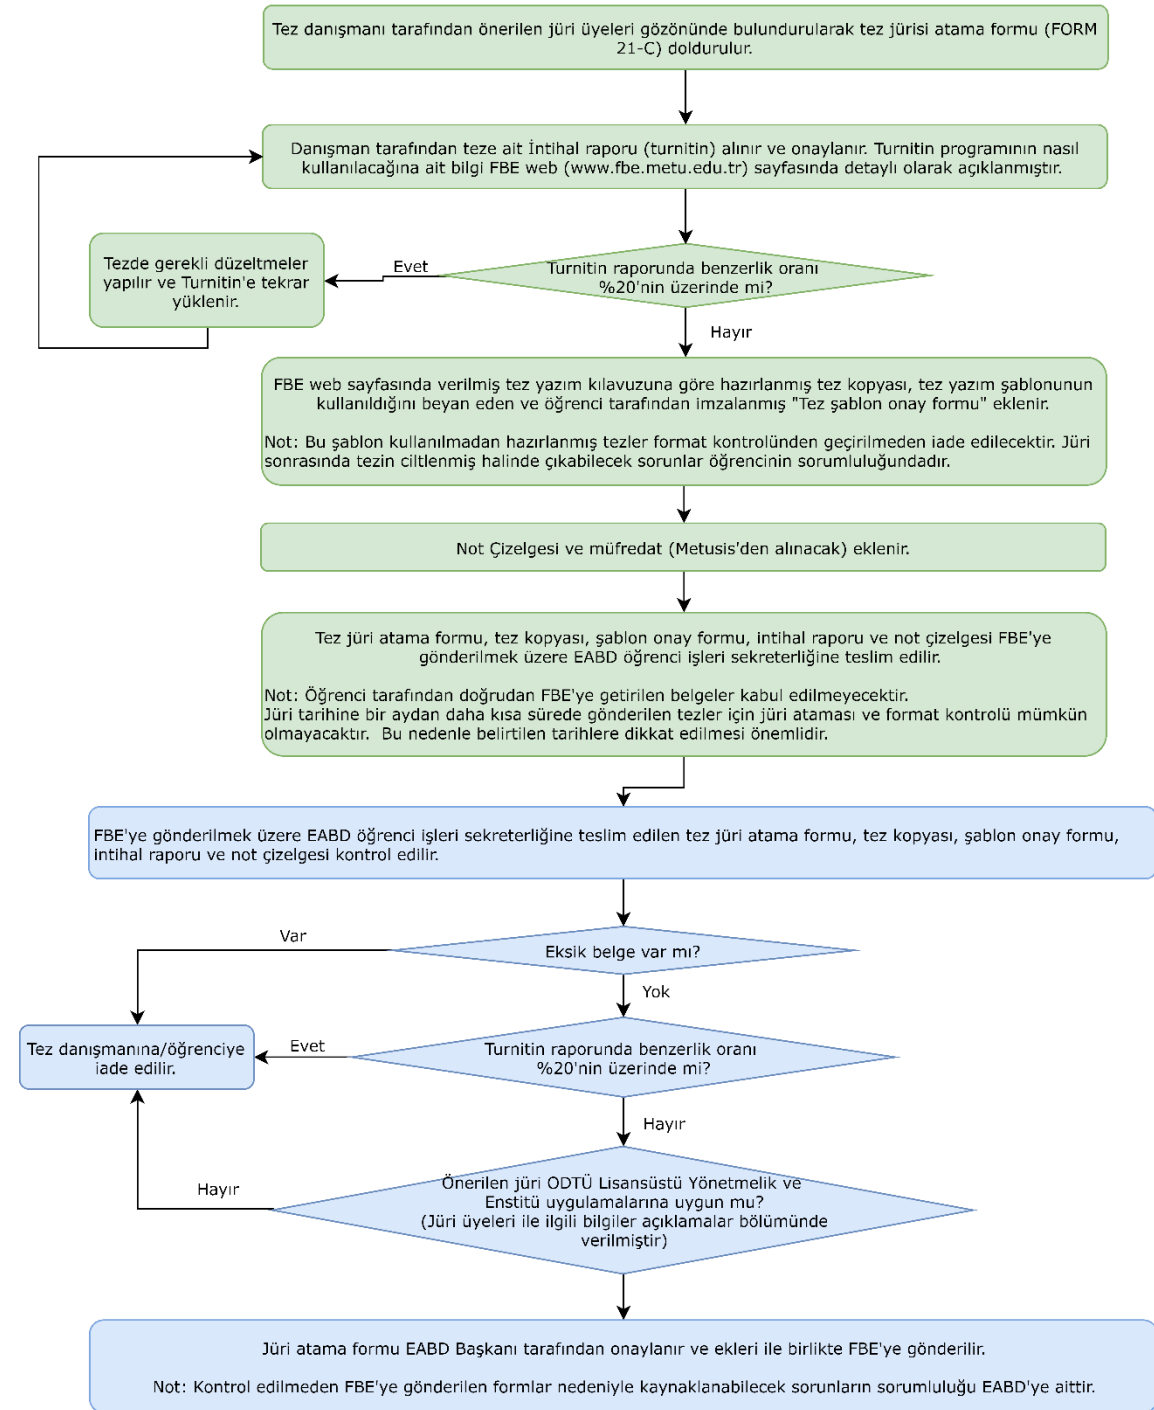 Tez danışmanı tarafından önerilen jüri üyeleri gözönünde bulundurularak tez jürisi atama formu (FORM
21-C) doldurulur.
Danışman tarafından teze ait İntihal raporu (turnitin) alınır ve onaylanır. Turnitin programının nasıl
kullanılacağına ait bilgi FBE web (www.fbe.metu.edu.tr) sayfasında detaylı olarak açıklanmıştır.
Tezde gerekli düzeltmeler
yapılır ve Turnitin'e tekrar
yüklenir.
Evet
Turnitin raporunda benzerlik oranı
%20'nin üzerinde mi?
Hayır
FBE web sayfasında verilmiş tez yazım kılavuzuna göre hazırlanmış tez kopyası, tez yazım şablonunun
kullanıldığını beyan eden ve öğrenci tarafından imzalanmış "Tez şablon onay formu" eklenir.
Not: Bu şablon kullanılmadan hazırlanmış tezler format kontrolünden geçirilmeden iade edilecektir. Jüri
sonrasında tezin ciltlenmiş halinde çıkabilecek sorunlar öğrencinin sorumluluğundadır.
Not Çizelgesi ve müfredat (Metusis'den alınacak) eklenir.
Tez jüri atama formu, tez kopyası, şablon onay formu, intihal raporu ve not çizelgesi FBE'ye
gönderilmek üzere EABD öğrenci işleri sekreterliğine teslim edilir.
Not: Öğrenci tarafından doğrudan FBE'ye getirilen belgeler kabul edilmeyecektir.
Jüri tarihine bir aydan daha kısa sürede gönderilen tezler için jüri ataması ve format kontrolü mümkün
olmayacaktır.  Bu nedenle belirtilen tarihlere dikkat edilmesi önemlidir.
FBE'ye gönderilmek üzere EABD öğrenci işleri sekreterliğine teslim edilen tez jüri atama formu, tez kopyası, şablon onay formu,
intihal raporu ve not çizelgesi kontrol edilir.
Var
Eksik belge var mı?
Yok
Tez danışmanına/öğrenciye
iade edilir.
Evet
Turnitin raporunda benzerlik oranı
%20'nin üzerinde mi?
Hayır
Hayır
Önerilen jüri ODTÜ Lisansüstü Yönetmelik ve
Enstitü uygulamalarına uygun mu?
(Jüri üyeleri ile ilgili bilgiler açıklamalar bölümünde
verilmiştir)
Jüri atama formu EABD Başkanı tarafından onaylanır ve ekleri ile birlikte FBE'ye gönderilir.
Not: Kontrol edilmeden FBE'ye gönderilen formlar nedeniyle kaynaklanabilecek sorunların sorumluluğu EABD'ye aittir.